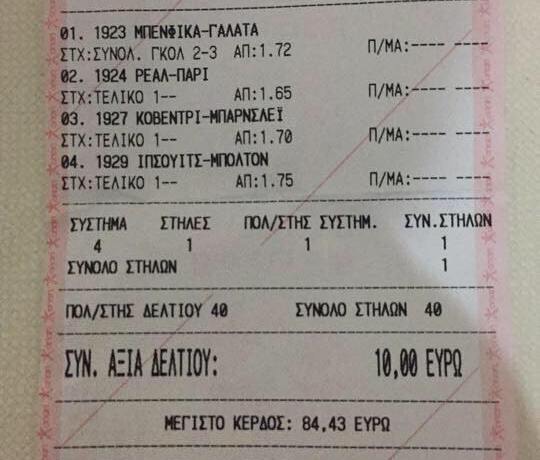 01. 1923 ΜΠΕΝΦΙΚΑ-ΓΑΛΑΤΑ
ΣΤΧ:ΣΥΝΟΛ. ΓΚΟΛ 2-3 ΑΠ:1.72 Π/ΜΑ:---- ----
02. 1924 ΡΕΑΛ-ΠΑΡΙ
ΣΤΧ:ΤΕΛΙΚΟ 1-- ΑΠ:1.65 Π/ΜΑ:---- ----
03. 1927 ΚΟΒΕΝΤΡΙ-ΜΠΑΡΝΣΛΕΪ
ΣΤΧ:ΤΕΛΙΚΟ 1-- ΑΠ:1.70 Π/ΜΑ:---- ----
04. 1929 ΙΠΣΟΥΙΤΣ-ΜΠΟΛΤΟΝ
ΣΤΧ:ΤΕΛΙΚΟ 1-- ΑΠ:1.75 Π/ΜΑ:---- ----
ΣΥΣΤΗΜΑ ΣΤΗΛΕΣ ΠΟΛ/ΣΤΗΣ ΣΥΣΤΗΜ. ΣΥΝ.ΣΤΗΛΩΝ
4 1 1 1
ΣΥΝΟΛΟ ΣΤΗΛΩΝ 1
ΠΟΛ/ΣΤΗΣ ΔΕΛΤΙΟΥ 40 ΣΥΝΟΛΟ ΣΤΗΛΩΝ 40
ΣΥΝ. ΑΞΙΑ ΔΕΛΤΙΟΥ: 10,00 ΕΥΡΩ
ΜΕΓΙΣΤΟ ΚΕΡΔΟΣ: 84,43 ΕΥΡΩ